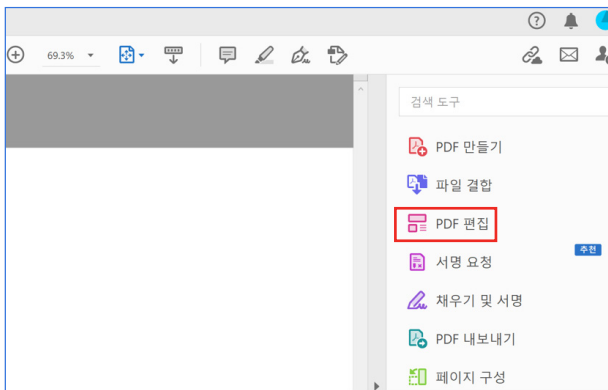 69.3%
검색 도구
PDF 만들기
파일 결합
PDF 편집
추천
서명 요청
채우기 및 서명
PDF 내보내기
페이지 구성